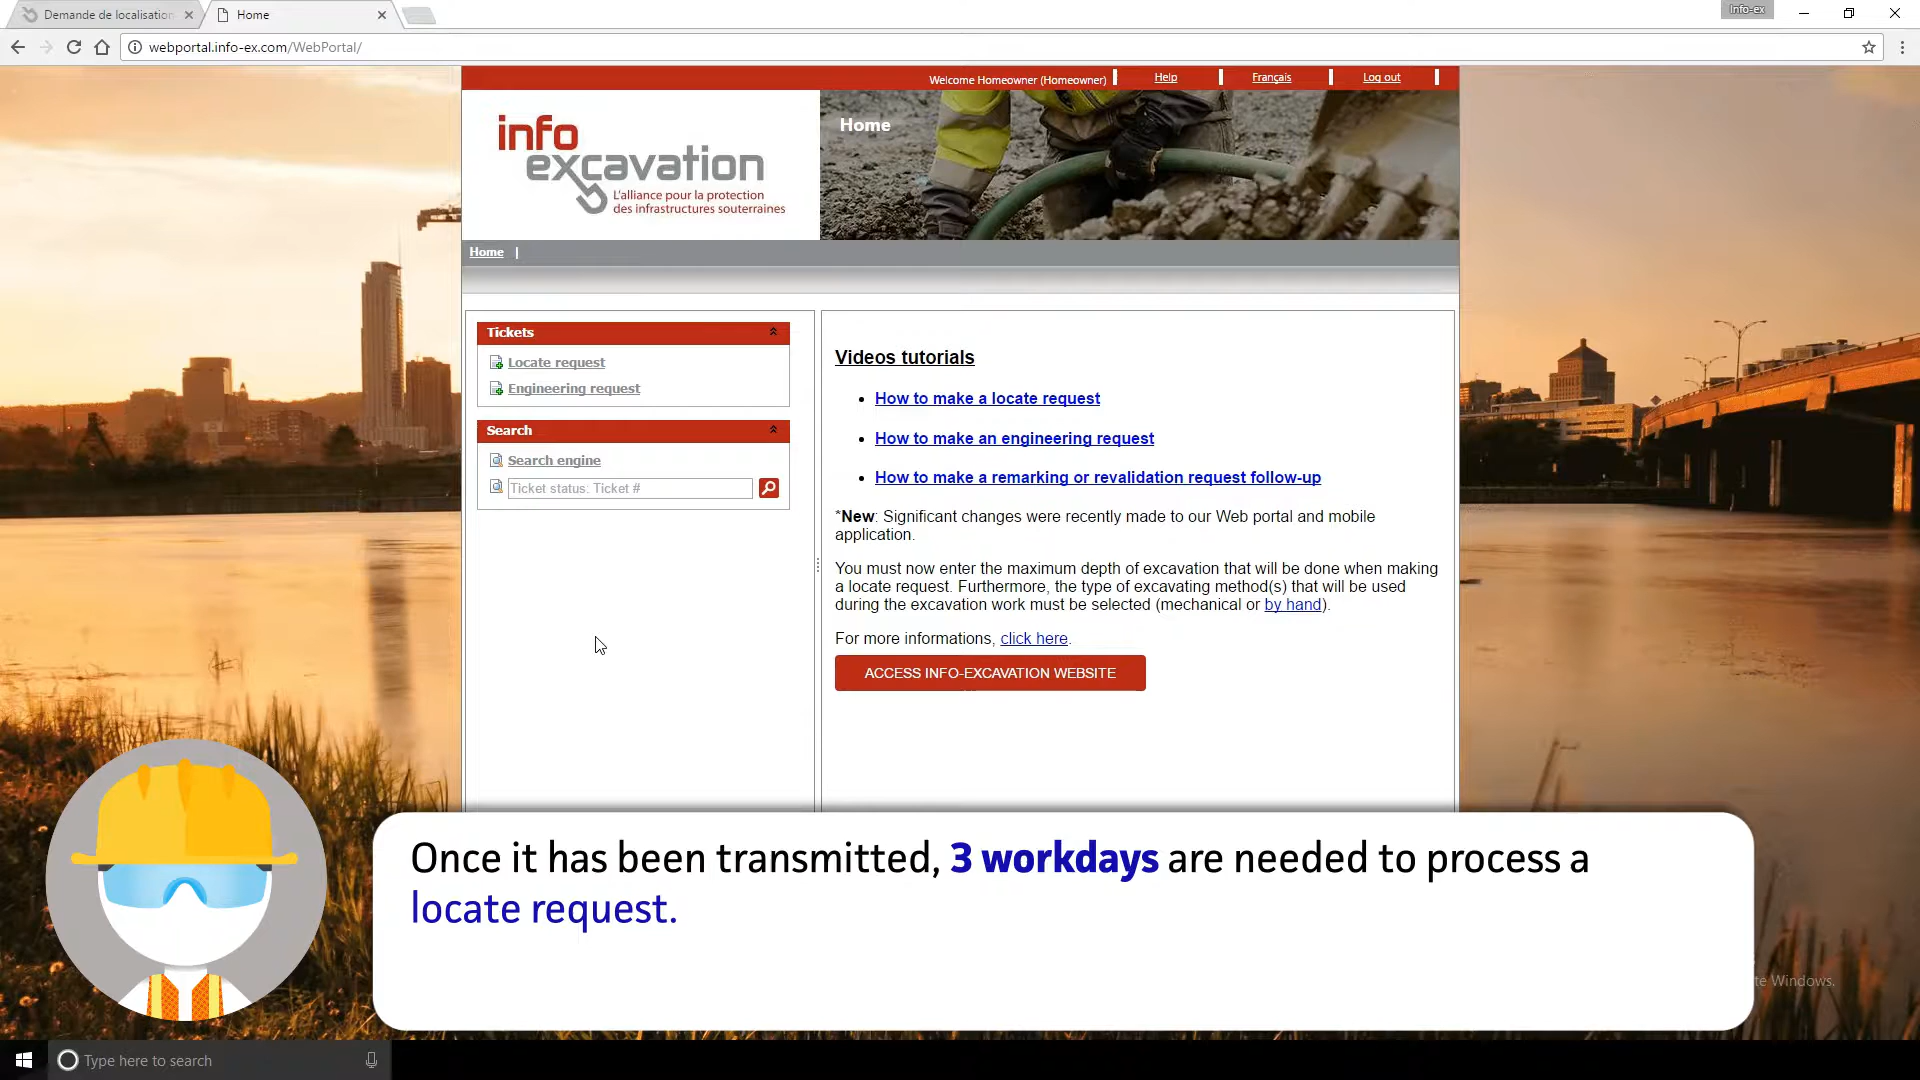 Demande de localisation
Home
Info-ex
webportal.info-ex.com/WebPortal/
Welcome Homeowner (Homeowner)
Help
Français
Log out
info
excavation
L'alliance pour la protection
des infrastructures souterraines
Home
Home |
Tickets
Locate request
Engineering request
Search
Search engine
Ticket status: Ticket #
Videos tutorials
• How to make a locate request
• How to make an engineering request
• How to make a remarking or revalidation request follow-up
*New: Significant changes were recently made to our Web portal and mobile
application.
You must now enter the maximum depth of excavation that will be done when making
a locate request. Furthermore, the type of excavating method(s) that will be used
during the excavation work must be selected (mechanical or by hand).
For more informations, click here.
ACCESS INFO-EXCAVATION WEBSITE
Once it has been transmitted, 3 workdays are needed to process a
locate request.
Windows.
Type here to search